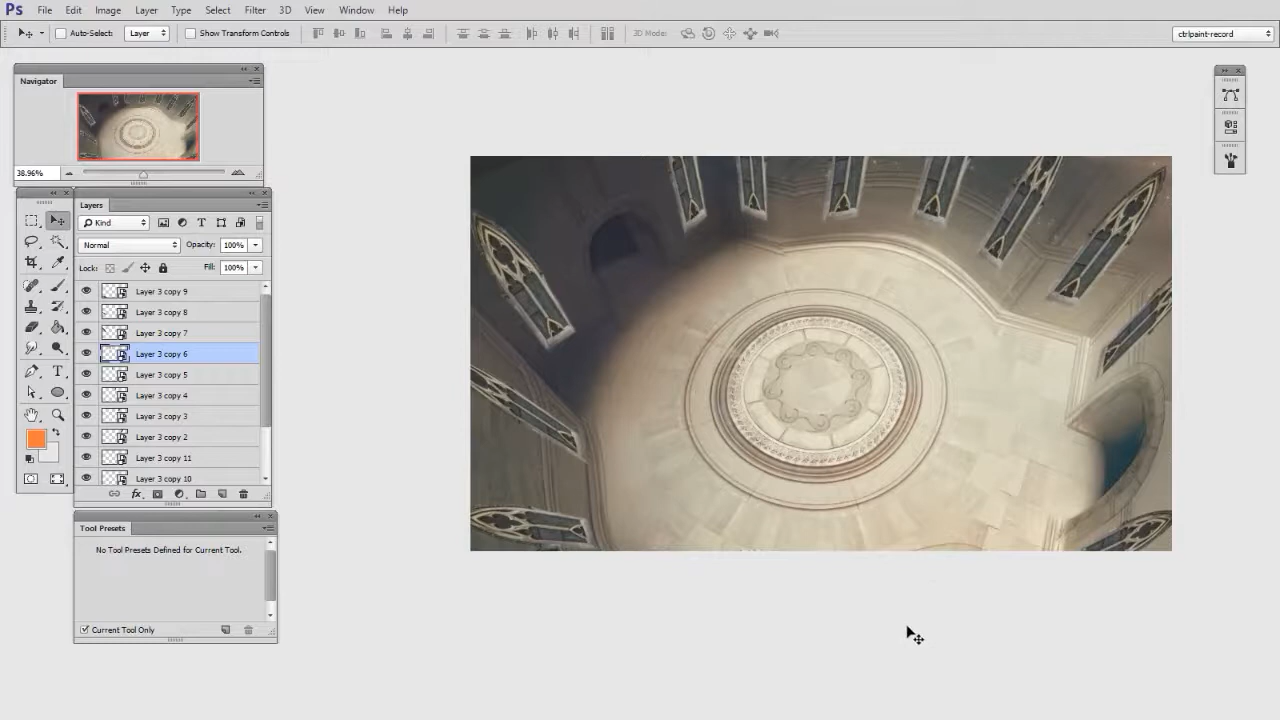 Ps File Edit Image Layer Type Select Filter 3D View Window Help
Auto-Select: Layer Show Transform Controls 3D Mode: ctrlpaint-record
Navigator
38.96%
Layers
Kind
Normal Opacity: 100%
Lock: Fill: 100%
Layer 3 copy 9
Layer 3 copy 8
Layer 3 copy 7
Layer 3 copy 6
Layer 3 copy 5
Layer 3 copy 4
Layer 3 copy 3
Layer 3 copy 2
Layer 3 copy 11
Layer 3 copy 10
fx
Tool Presets
No Tool Presets Defined for Current Tool.
Current Tool Only